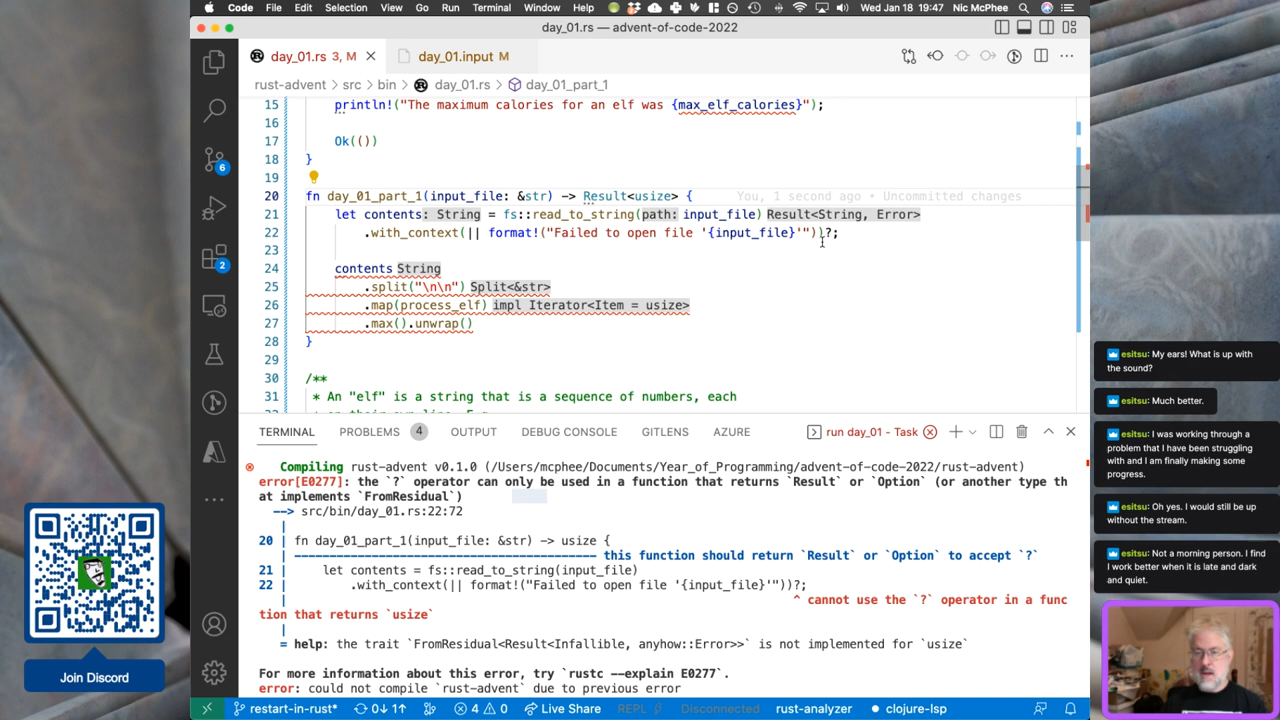 Code File Edit Selection View Go Run Terminal Window Help Wed Jan 18 19:47 Nic McPhee
day_01.rs — advent-of-code-2022
day_01.rs 3, M day_01.input M
rust-advent > src > bin > day_01.rs > day_01_part_1
15 println!("The maximum calories for an elf was {max_elf_calories}");
16
17 Ok(())
18 }
19
20 fn day_01_part_1(input_file: &str) -> Result<usize> { You, 1 second ago • Uncommitted changes
21 let contents: String = fs::read_to_string(path: input_file) Result<String, Error>
22 .with_context(|| format!("Failed to open file '{input_file}'"))?;
23
24 contents String
25 .split("\n\n") Split<&str>
26 .map(process_elf) impl Iterator<Item = usize>
27 .max().unwrap()
28 }
29
30 /**
31 * An "elf" is a string that is a sequence of numbers, each
6
2
TERMINAL PROBLEMS 4 OUTPUT DEBUG CONSOLE GITLENS AZURE run day_01 - Task
Compiling rust-advent v0.1.0 (/Users/mcphee/Documents/Year_of_Programming/advent-of-code-2022/rust-advent)
error[E0277]: the `?` operator can only be used in a function that returns `Result` or `Option` (or another type th
at implements `FromResidual`)
--> src/bin/day_01.rs:22:72
|
20 | fn day_01_part_1(input_file: &str) -> usize {
| ----------------------------------------- this function should return `Result` or `Option` to accept `?`
21 | let contents = fs::read_to_string(input_file)
22 | .with_context(|| format!("Failed to open file '{input_file}'"))?;
| ^ cannot use the `?` operator in a func
tion that returns `usize`
|
= help: the trait `FromResidual<Result<Infallible, anyhow::Error>>` is not implemented for `usize`
For more information about this error, try `rustc --explain E0277`.
error: could not compile `rust-advent` due to previous error
restart-in-rust* 0↓ 1↑ 4 0 Live Share REPL Disconnected rust-analyzer clojure-lsp
Join Discord
esitsu: My ears! What is up with
the sound?
esitsu: Much better.
esitsu: I was working through a
problem that I have been struggling
with and I am finally making some
progress.
esitsu: Oh yes. I would still be up
without the stream.
esitsu: Not a morning person. I find
I work better when it is late and dark
and quiet.